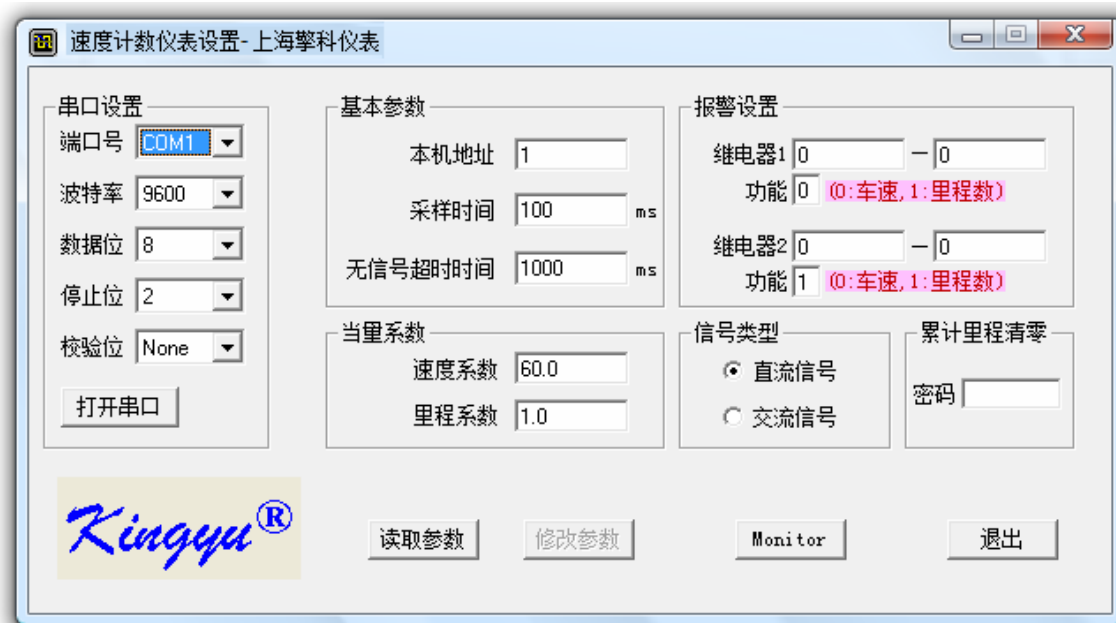 速度计数仪表设置-上海擎科仪表
串口设置
端口号 COM1
波特率 9600
数据位 8
停止位 2
校验位 None
打开串口
基本参数
本机地址 1
采样时间 100 ms
无信号超时时间 1000 ms
当量系数
速度系数 60.0
里程系数 1.0
报警设置
继电器1 0 — 0
功能 0 (0:车速,1:里程数)
继电器2 0 — 0
功能 1 (0:车速,1:里程数)
信号类型
直流信号
交流信号
累计里程清零
密码
Kingyu®
读取参数 修改参数 Monitor 退出